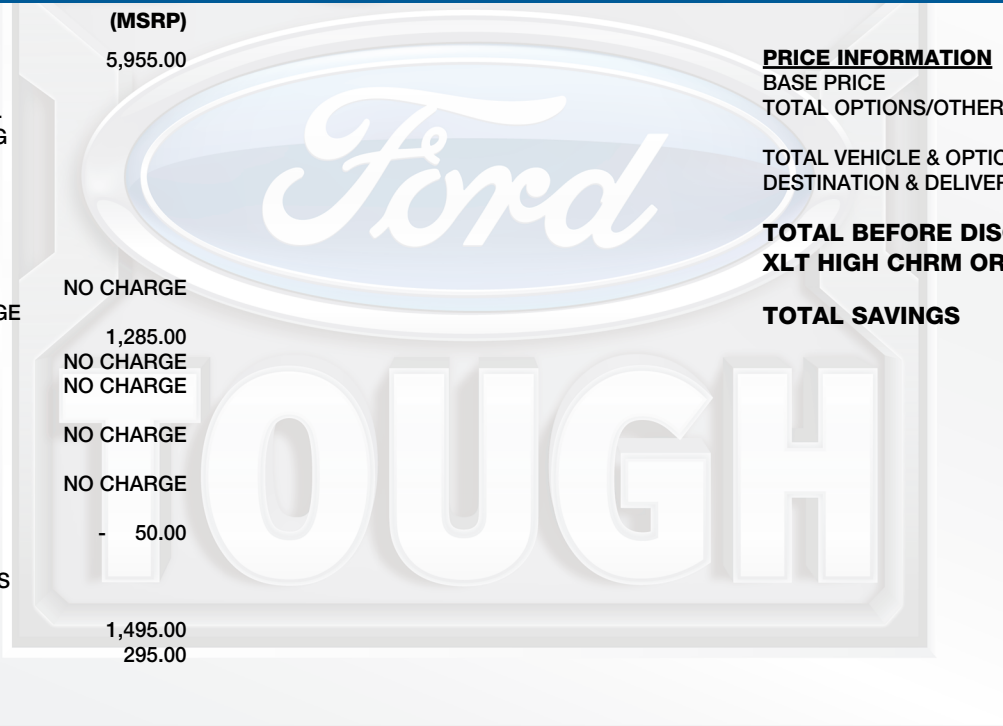 (MSRP)
5,955.00
G
NO CHARGE
GE
1,285.00
NO CHARGE
NO CHARGE
NO CHARGE
NO CHARGE
- 50.00
S
1,495.00
295.00
PRICE INFORMATION
BASE PRICE
TOTAL OPTIONS/OTHER
TOTAL VEHICLE & OPTIO
DESTINATION & DELIVER
TOTAL BEFORE DIS
XLT HIGH CHRM OR
TOTAL SAVINGS
Ford
TOUGH